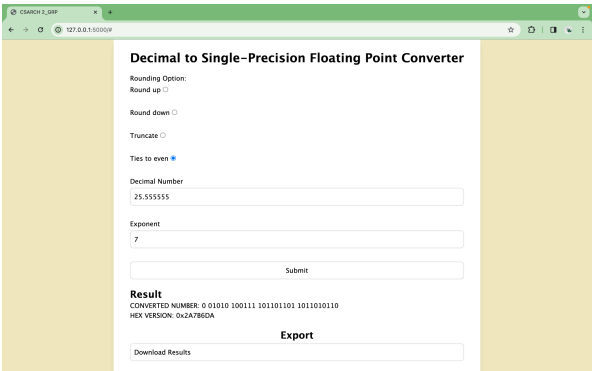 CSARCH 2_GRP
127.0.0.1:5000/#
Decimal to Single-Precision Floating Point Converter
Rounding Option:
Round up
Round down
Truncate
Ties to even
Decimal Number
25.555555
Exponent
7
Submit
Result
CONVERTED NUMBER: 0 01010 100111 101101101 1011010110
HEX VERSION: 0x2A7B6DA
Export
Download Results